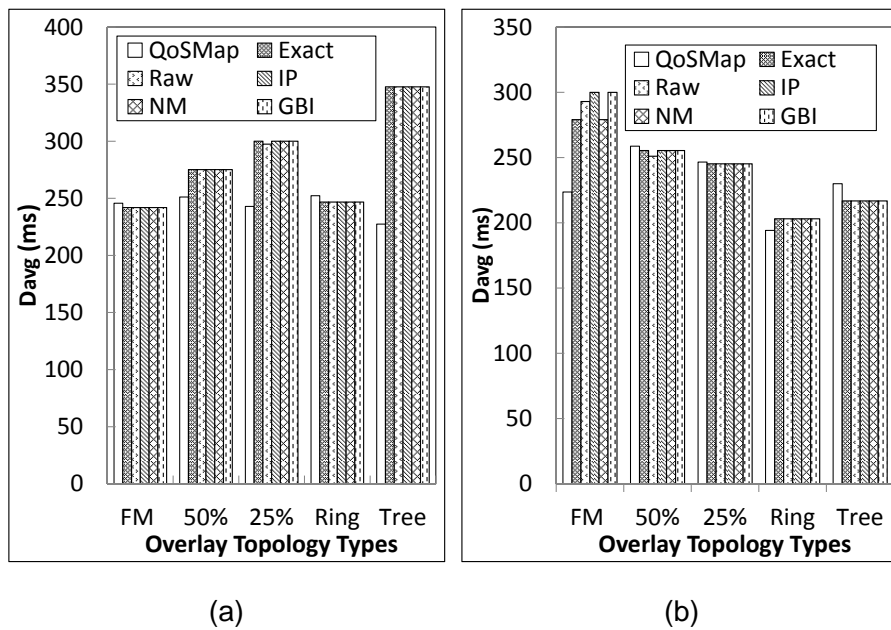 400
350
300
250
200
150
100
50
0
Davg (ms)
QoSMap Exact
Raw IP
NM GBI
FM 50% 25% Ring Tree
Overlay Topology Types
(a)
350
300
250
200
150
100
50
0
Davg (ms)
QoSMap Exact
Raw IP
NM GBI
FM 50% 25% Ring Tree
Overlay Topology Types
(b)